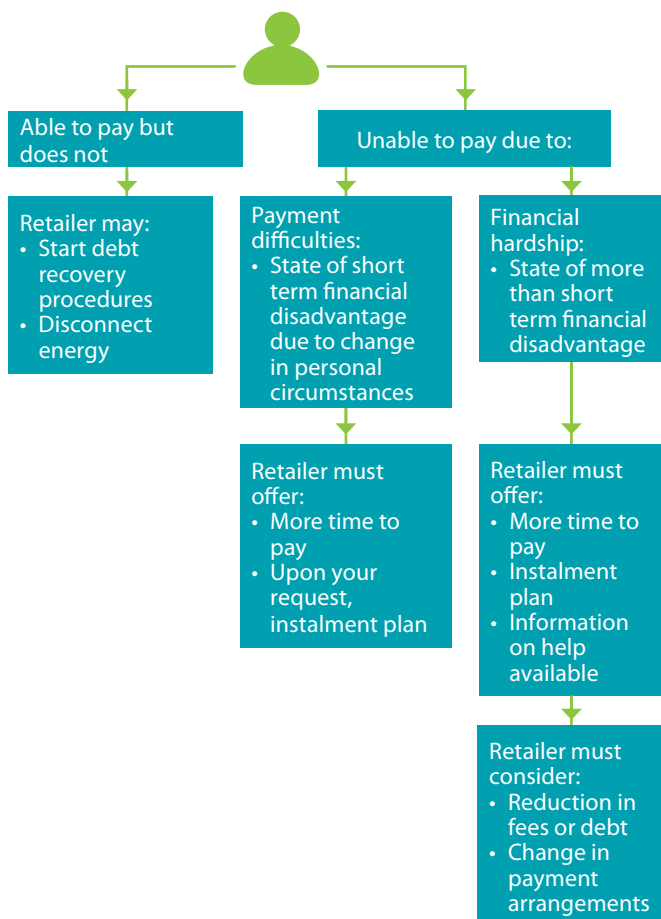 Able to pay but
does not
Unable to pay due to:
Retailer may:
• Start debt
recovery
procedures
• Disconnect
energy
Payment
difficulties:
• State of short
term financial
disadvantage
due to change
in personal
circumstances
Financial
hardship:
• State of more
than short
term financial
disadvantage
Retailer must
offer:
• More time to
pay
• Upon your
request,
instalment plan
Retailer must
offer:
• More time to
pay
• Instalment
plan
• Information
on help
available
Retailer must
consider:
• Reduction in
fees or debt
• Change in
payment
arrangements